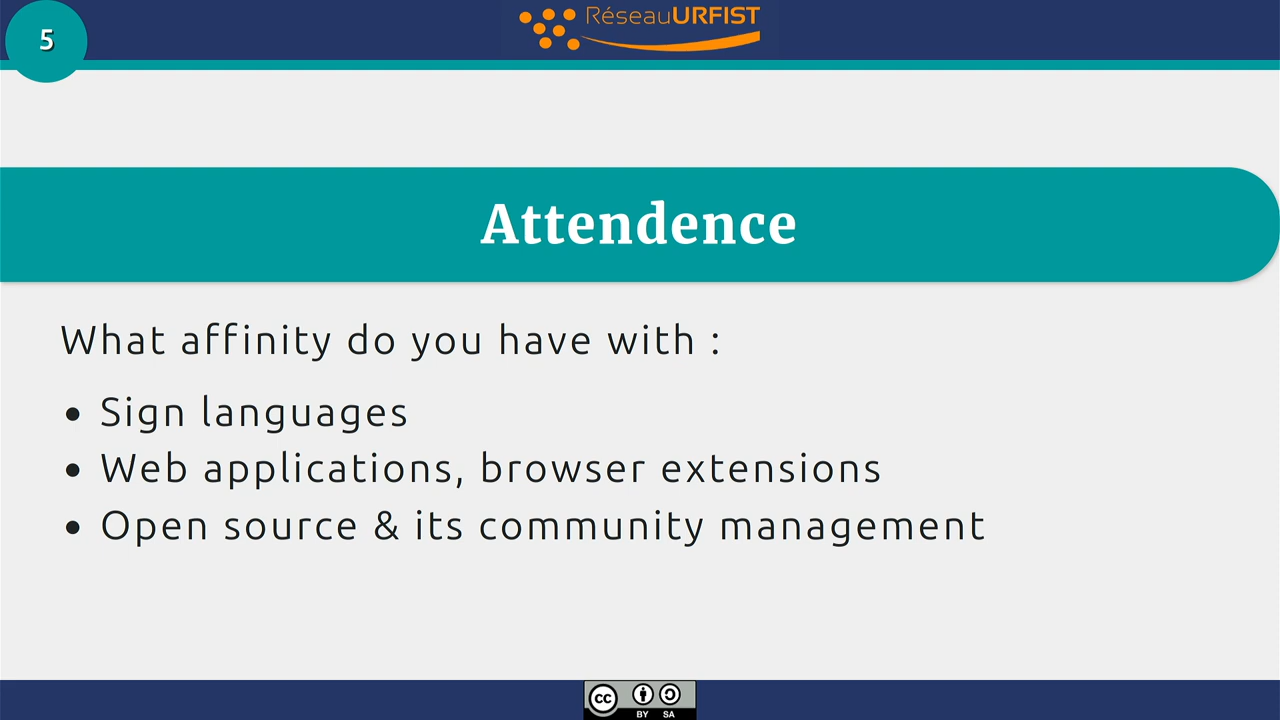 5
RéseauURFIST
Attendence
What affinity do you have with :
• Sign languages
• Web applications, browser extensions
• Open source & its community management
cc
BY SA